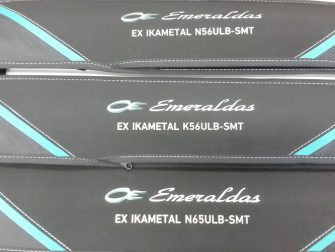 Emeraldas
EX IKAMETAL N56ULB-SMT
Emeraldas
EX IKAMETAL K56ULB-SMT
Emeraldas
EX IKAMETAL N65ULB-SMT